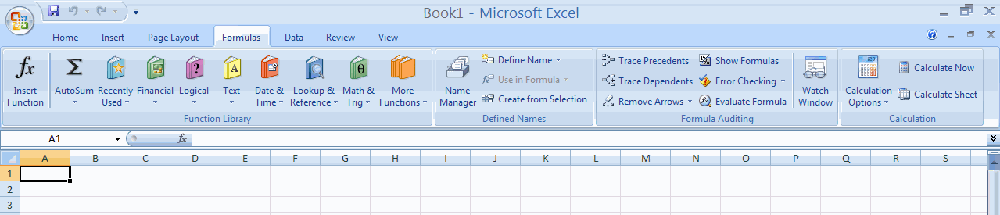 Book1 - Microsoft Excel
Home Insert Page Layout Formulas Data Review View
fx Insert Function
Σ AutoSum
Recently Used
Financial
Logical
A Text
Date & Time
Lookup & Reference
θ Math & Trig
More Functions
Function Library
Name Manager
Define Name
fx Use in Formula
Create from Selection
Defined Names
Trace Precedents
Trace Dependents
Remove Arrows
Show Formulas
Error Checking
fx Evaluate Formula
Watch Window
Formula Auditing
Calculation Options
Calculate Now
Calculate Sheet
Calculation
A1 fx
A B C D E F G H I J K L M N O P Q R S
1
2
3